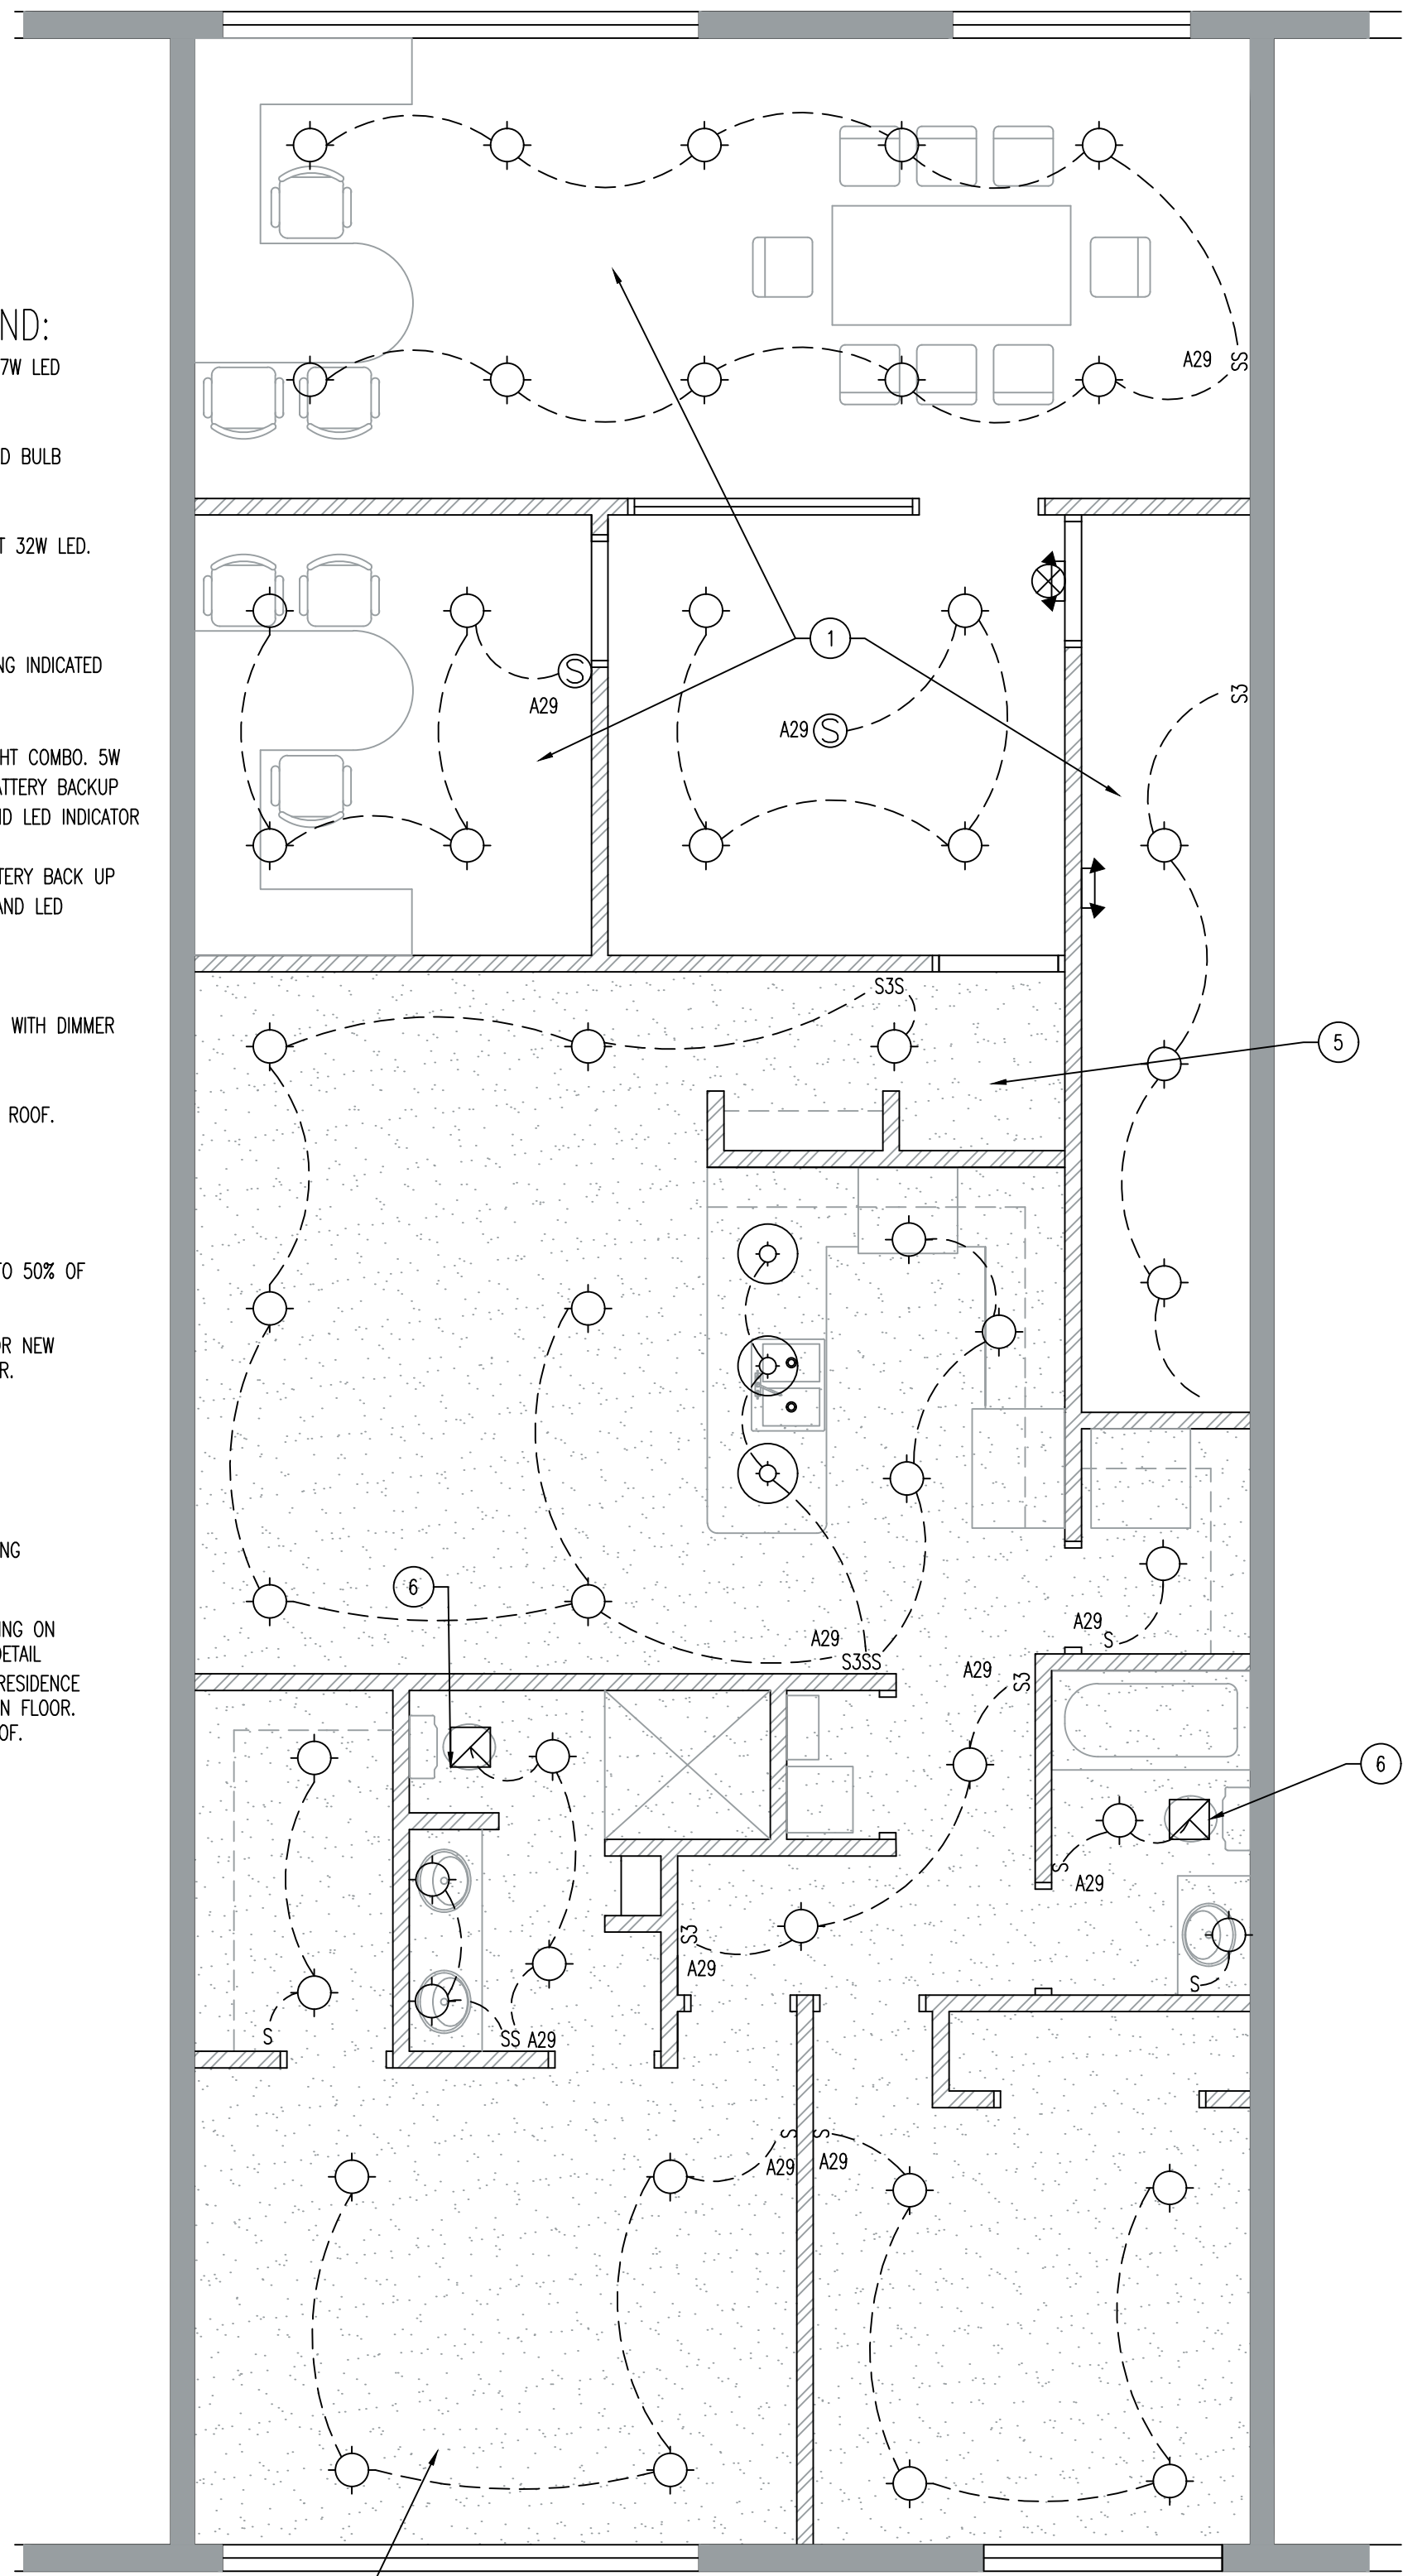 ND:
7W LED
D BULB
T 32W LED.
NG INDICATED
HT COMBO. 5W
ATTERY BACKUP
ND LED INDICATOR
TERY BACK UP
AND LED
WITH DIMMER
ROOF.
TO 50% OF
OR NEW
R.
NG
ING ON
DETAIL
RESIDENCE
N FLOOR.
OF.
A29 SS
1
S
A29
A29 S
S3
S3S
5
6
A29
S3SS
A29
S
A29
S3
6
S
A29
S3
A29
S
S
SS A29
S
A29
S
A29